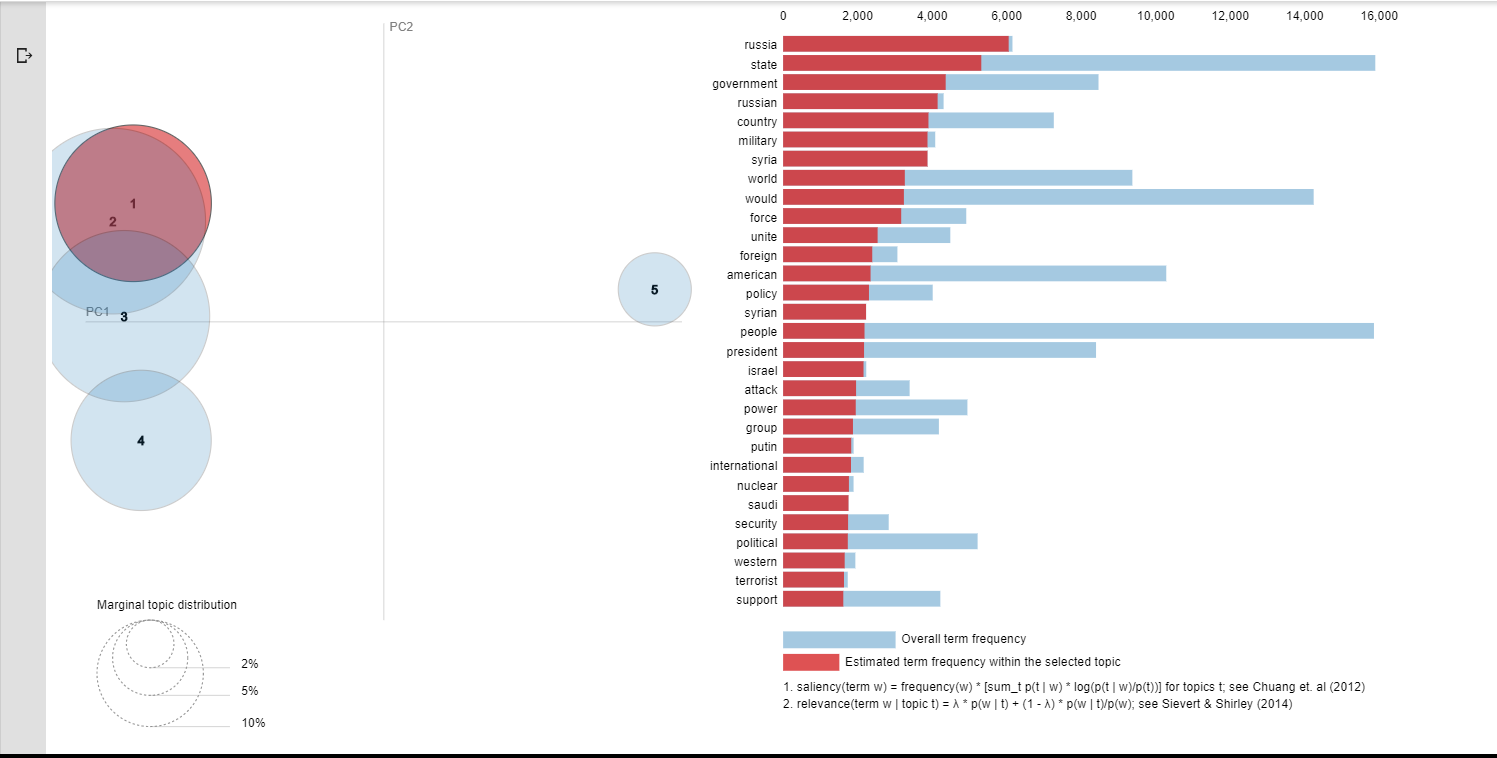 PC2
PC1
1
2
3
4
5
Marginal topic distribution
2%
5%
10%
0 2,000 4,000 6,000 8,000 10,000 12,000 14,000 16,000
russia
state
government
russian
country
military
syria
world
would
force
unite
foreign
american
policy
syrian
people
president
israel
attack
power
group
putin
international
nuclear
saudi
security
political
western
terrorist
support
Overall term frequency
Estimated term frequency within the selected topic
1. saliency(term w) = frequency(w) * [sum_t p(t | w) * log(p(t | w)/p(t))] for topics t; see Chuang et. al (2012)
2. relevance(term w | topic t) = λ * p(w | t) + (1 - λ) * p(w | t)/p(w); see Sievert & Shirley (2014)